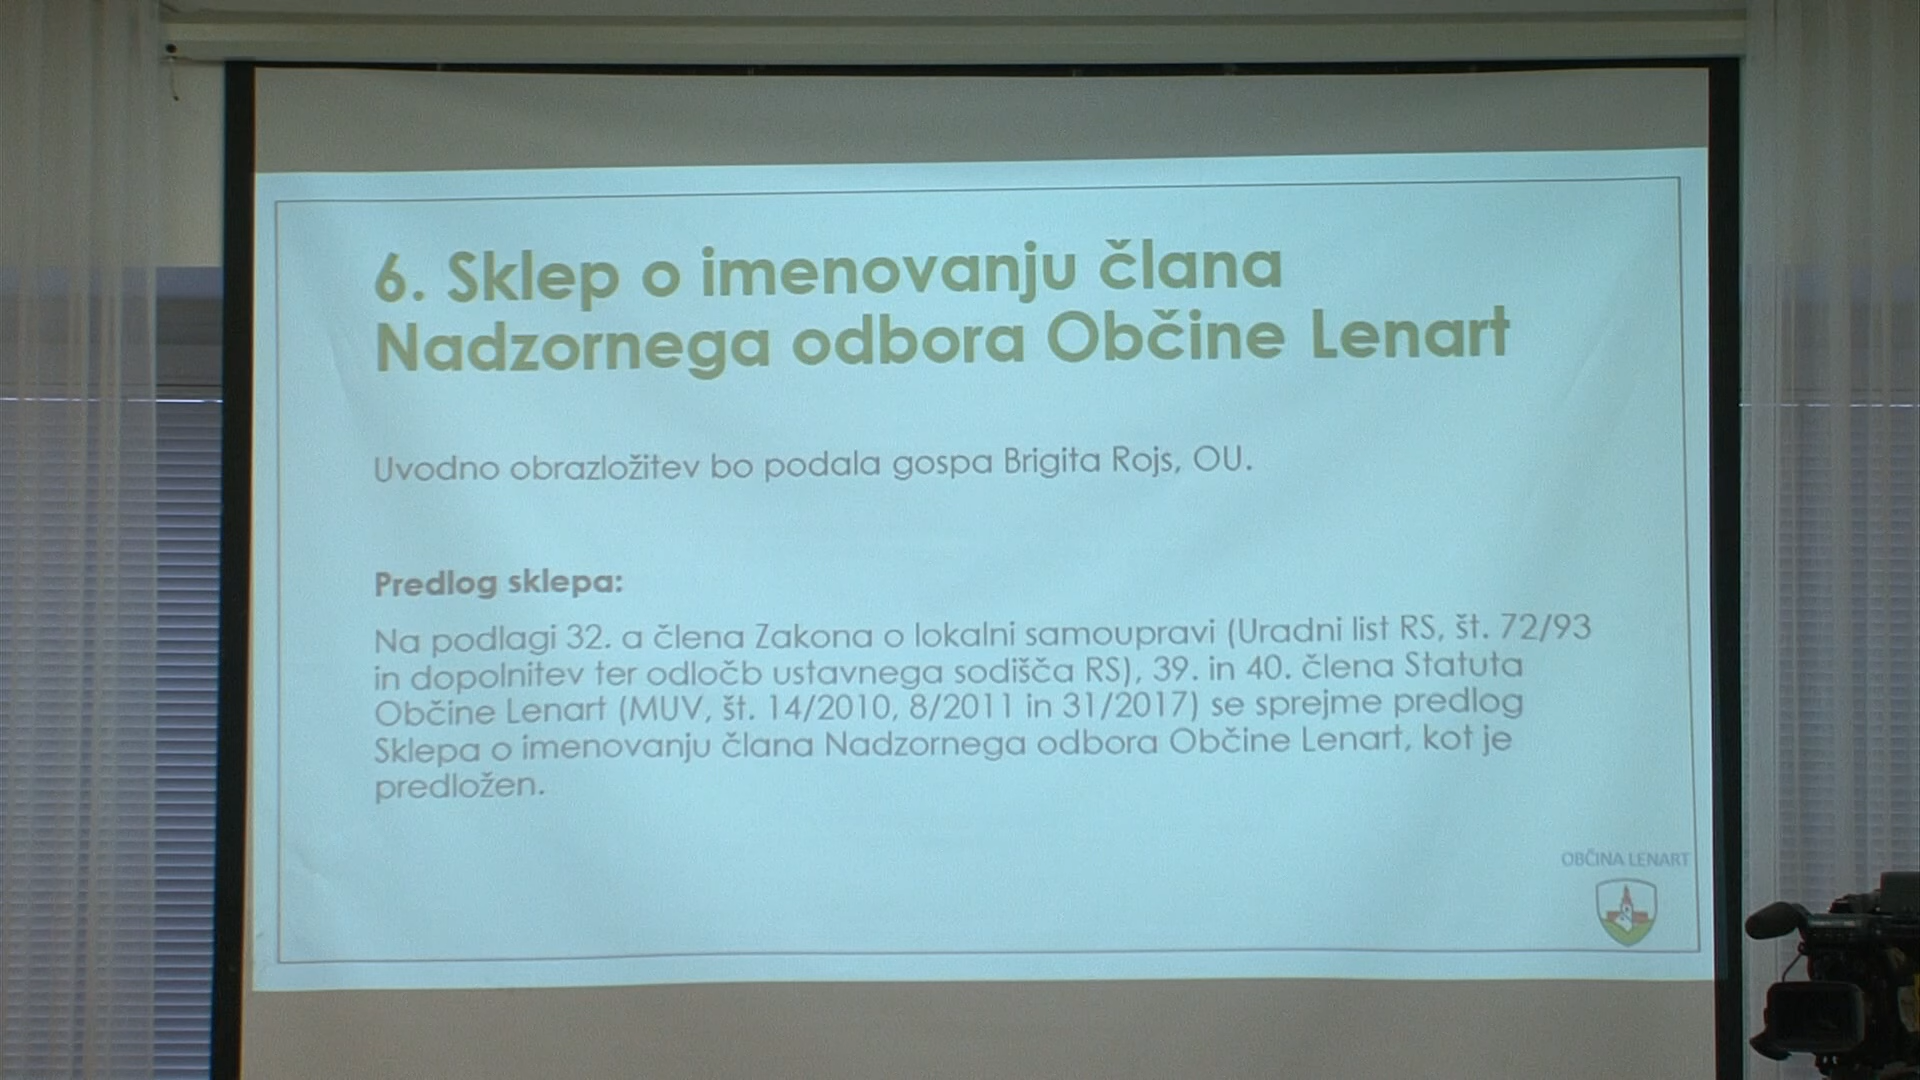 6. Sklep o imenovanju člana
Nadzornega odbora Občine Lenart
Uvodno obrazložitev bo podala gospa Brigita Rojs, OU.
Predlog sklepa:
Na podlagi 32. a člena Zakona o lokalni samoupravi (Uradni list RS, št. 72/93
in dopolnitev ter odločb ustavnega sodišča RS), 39. in 40. člena Statuta
Občine Lenart (MUV, št. 14/2010, 8/2011 in 31/2017) se sprejme predlog
Sklepa o imenovanju člana Nadzornega odbora Občine Lenart, kot je
predložen.
OBČINA LENART